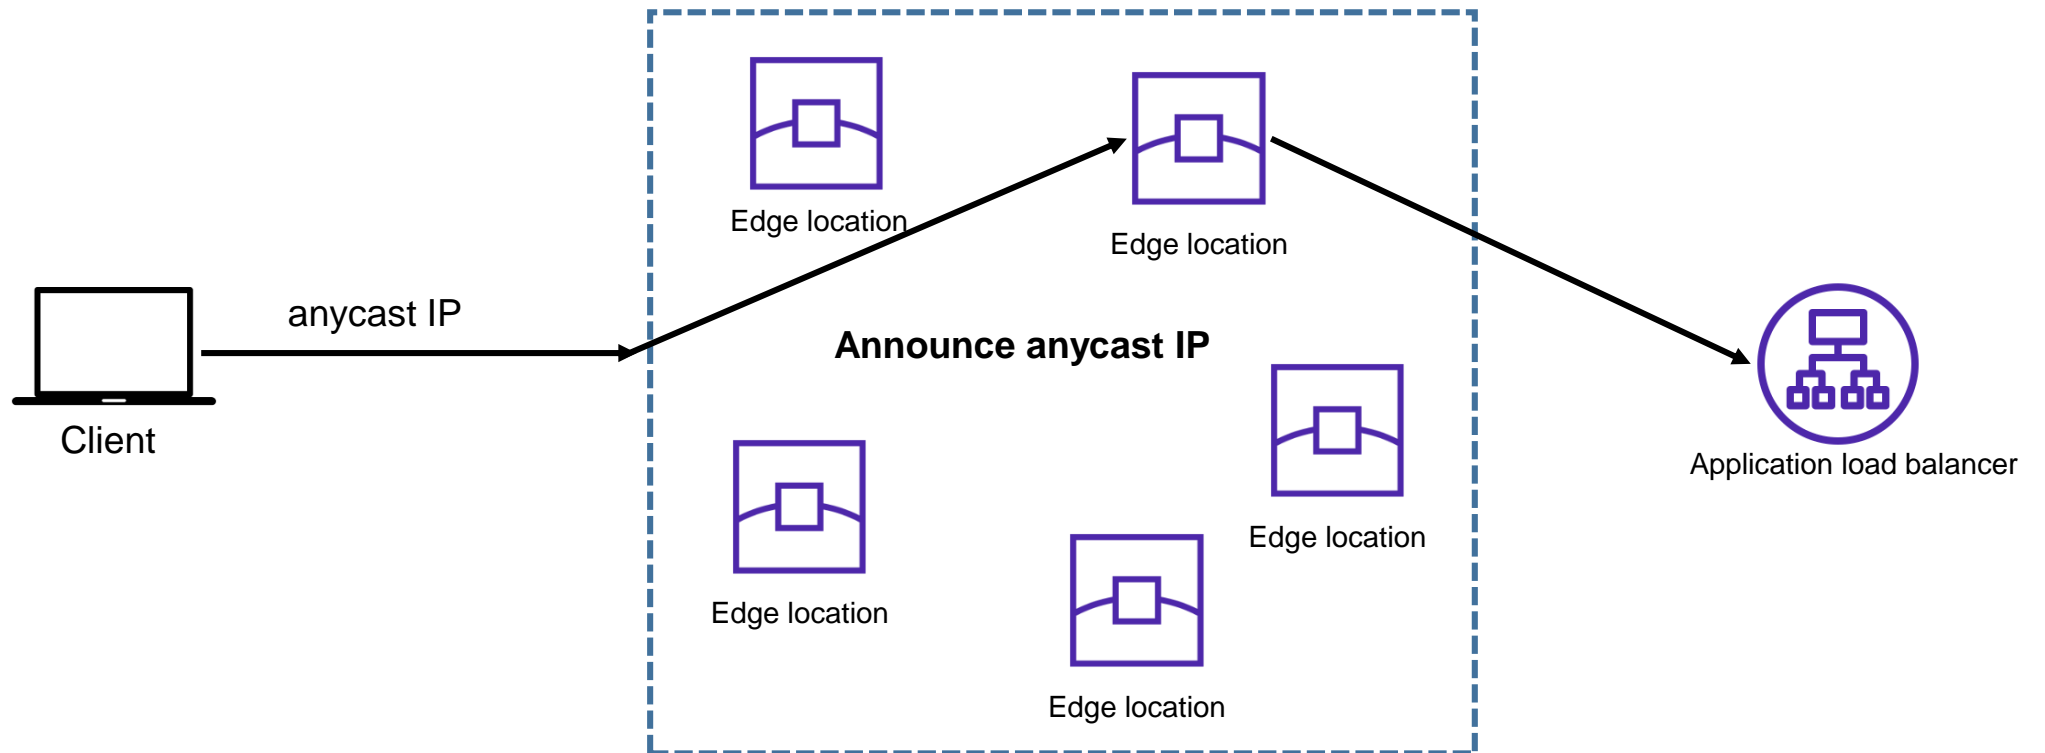 Edge location
Edge location
anycast IP
Announce anycast IP
Client
Application load balancer
Edge location
Edge location
Edge location